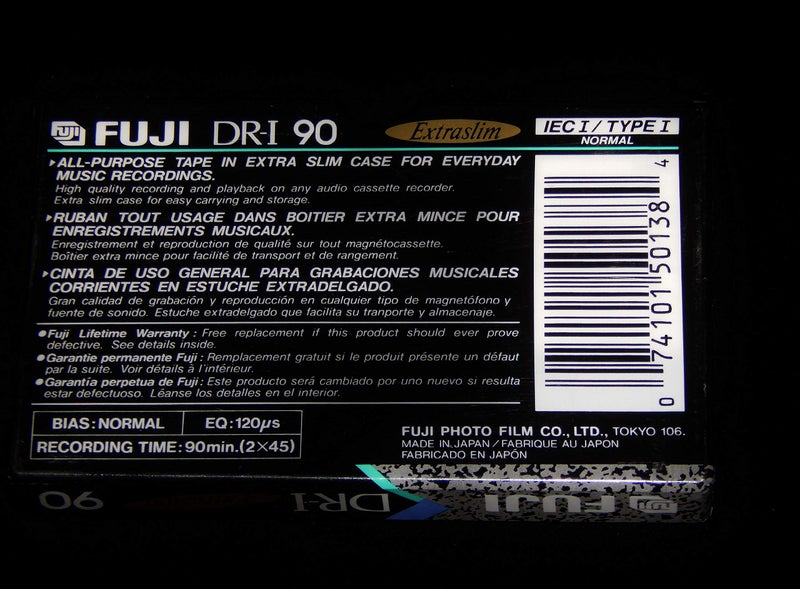 FUJI FUJI DR-I 90 Extraslim IEC I / TYPE I
NORMAL
ALL-PURPOSE TAPE IN EXTRA SLIM CASE FOR EVERYDAY
MUSIC RECORDINGS.
High quality recording and playback on any audio cassette recorder.
Extra slim case for easy carrying and storage.
RUBAN TOUT USAGE DANS BOITIER EXTRA MINCE POUR
ENREGISTREMENTS MUSICAUX.
Enregistrement et reproduction de qualité sur tout magnétocassette.
Boîtier extra mince pour facilité de transport et de rangement.
CINTA DE USO GENERAL PARA GRABACIONES MUSICALES
CORRIENTES EN ESTUCHE EXTRADELGADO.
Gran calidad de grabación y reproducción en cualquier tipo de magnetófono y
fuente de sonido. Estuche extradelgado que facilita su tranporte y almacenaje.
●Fuji Lifetime Warranty : Free replacement if this product should ever prove
defective. See details inside.
●Garantie permanente Fuji : Remplacement gratuit si le produit présente un défaut
par la suite. Voir détails à l'intérieur.
●Garantía perpetua de Fuji : Este producto será cambiado por uno nuevo si resulta
estar defectuoso. Léanse los detalles en el interior.
0 74101 50138 4
BIAS : NORMAL EQ : 120μs
RECORDING TIME : 90min. (2×45)
FUJI PHOTO FILM CO., LTD., TOKYO 106.
MADE IN JAPAN / FABRIQUE AU JAPON
FABRICADO EN JAPÓN
FUJI DR-I 90